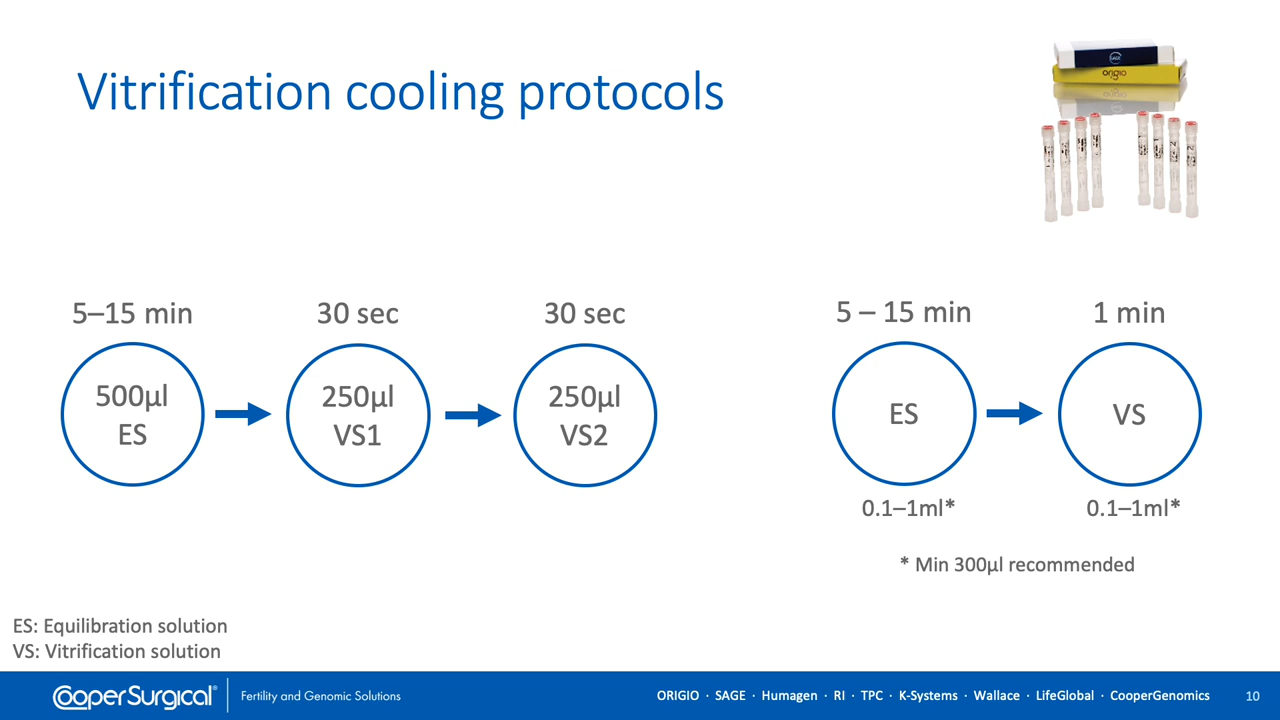 Vitrification cooling protocols
SAGE
origio
5–15 min
30 sec
30 sec
500µl
ES
250µl
VS1
250µl
VS2
5 – 15 min
1 min
ES
VS
0.1–1ml*
0.1–1ml*
* Min 300µl recommended
ES: Equilibration solution
VS: Vitrification solution
CooperSurgical® Fertility and Genomic Solutions
ORIGIO · SAGE · Humagen · RI · TPC · K-Systems · Wallace · LifeGlobal · CooperGenomics
10